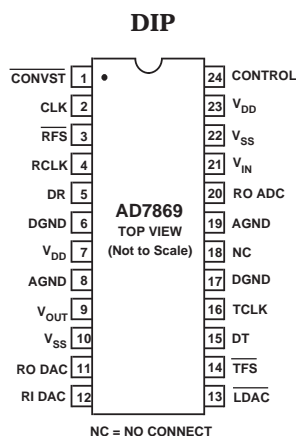 DIP
CONVST 1
CLK 2
RFS 3
RCLK 4
DR 5
DGND 6
VDD 7
AGND 8
VOUT 9
VSS 10
RO DAC 11
RI DAC 12
AD7869
TOP VIEW
(Not to Scale)
24 CONTROL
23 VDD
22 VSS
21 VIN
20 RO ADC
19 AGND
18 NC
17 DGND
16 TCLK
15 DT
14 TFS
13 LDAC
NC = NO CONNECT